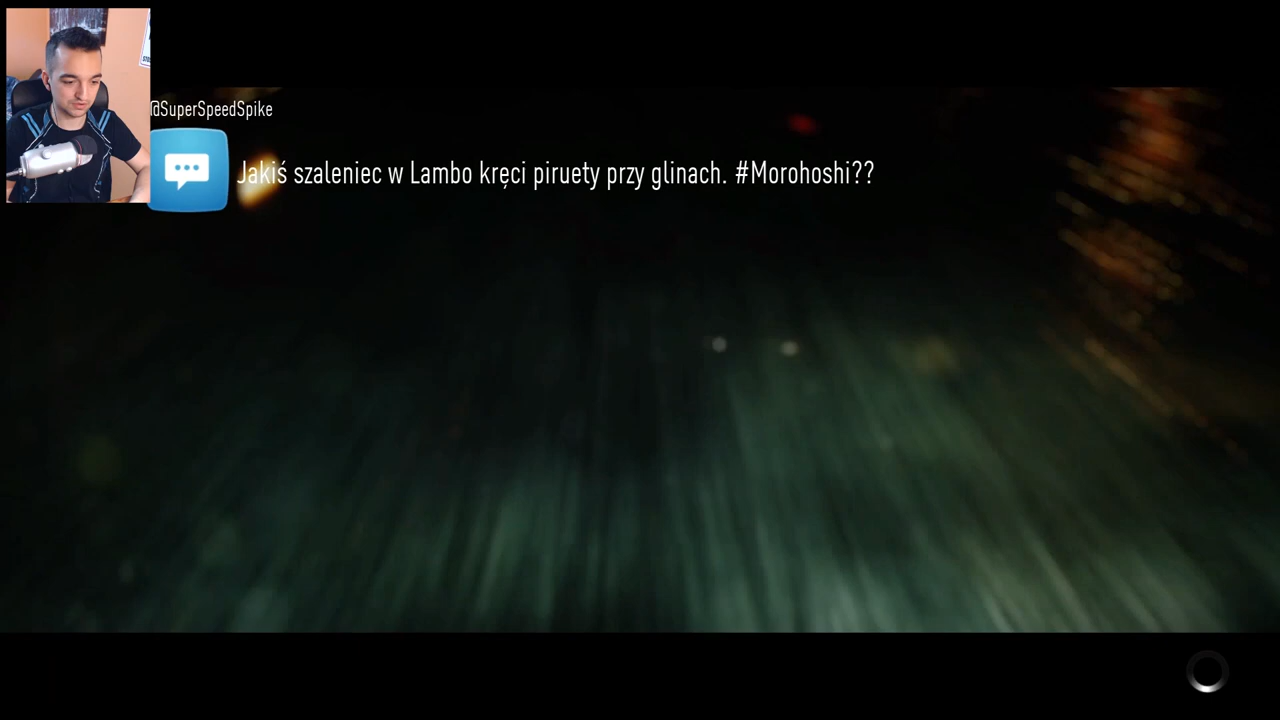 @SuperSpeedSpike
Jakiś szaleniec w Lambo kręci piruety przy glinach. #Morohoshi??